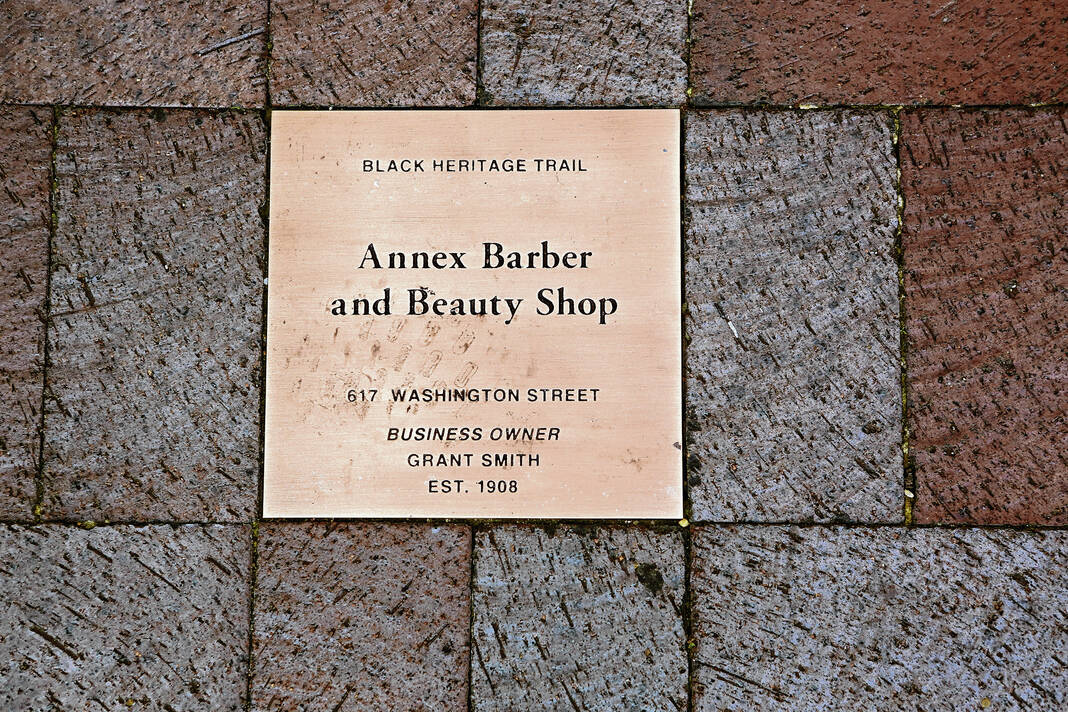 BLACK HERITAGE TRAIL
Annex Barber
and Beauty Shop
617 WASHINGTON STREET
BUSINESS OWNER
GRANT SMITH
EST. 1908